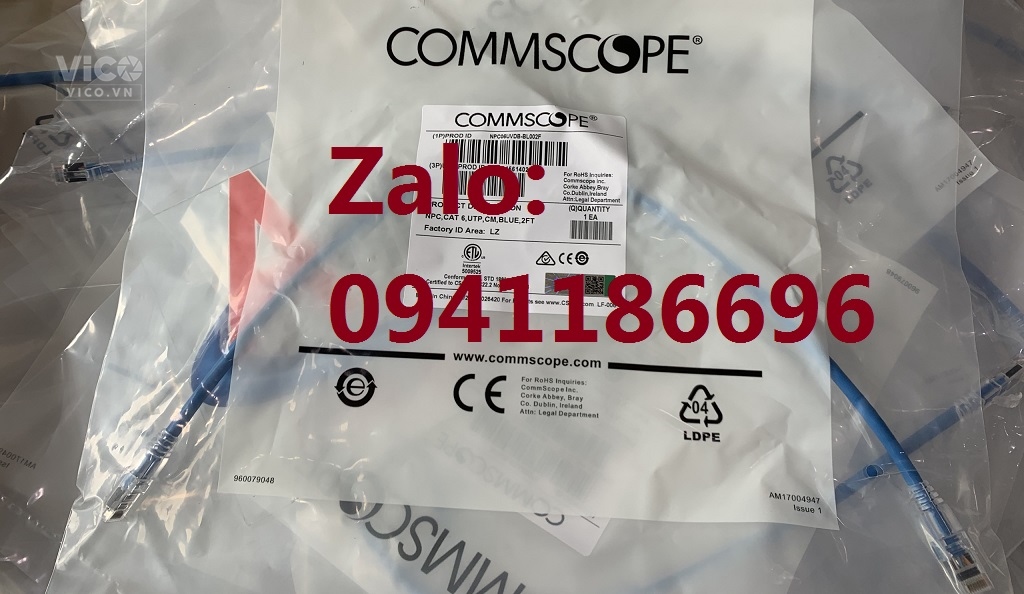 COMMSCOPE®
ViCO
VICO.VN
COMMSCOPE®
(1P)PROD ID NPC06UVDB-BL002F
(3P)
PROD ID
For RoHS Inquiries:
Commscope Inc.
Corke Abbey,Bray
Co.Dublin,Ireland
Attn:Legal Department
Zalo:
(Q)QUANTITY
1 EA
NPC,CAT 6,UTP,CM,BLUE,2FT
Factory ID Area: LZ
Intertek
5009525
0941186696
www.commscope.com
CE
For RoHS Inquiries:
CommScope Inc.
Corke Abbey, Bray
Co. Dublin, Ireland
Attn: Legal Department
04
LDPE
960079048
AM17004947
Issue 1
COMMSCOPE